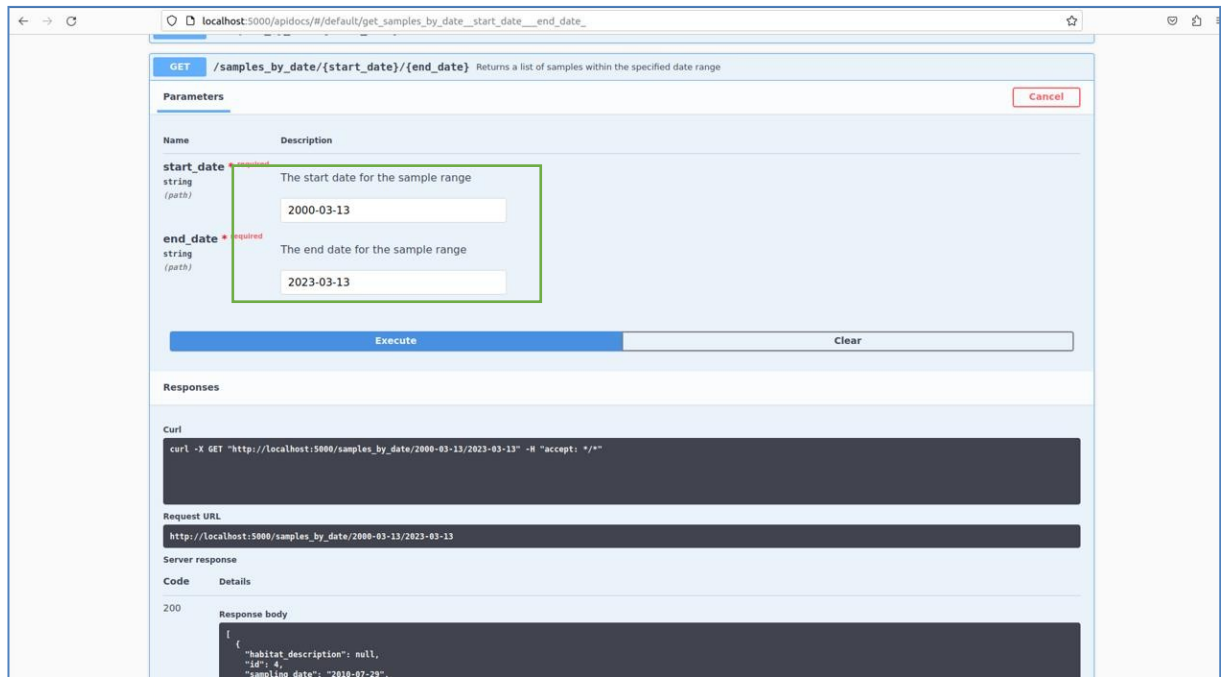 localhost:5000/apidocs/#/default/get_samples_by_date__start_date___end_date_
GET /samples_by_date/{start_date}/{end_date} Returns a list of samples within the specified date range
Parameters
Cancel
Name Description
start_date * required
string
(path)
The start date for the sample range
2000-03-13
end_date * required
string
(path)
The end date for the sample range
2023-03-13
Execute
Clear
Responses
Curl
curl -X GET "http://localhost:5000/samples_by_date/2000-03-13/2023-03-13" -H "accept: */*"
Request URL
http://localhost:5000/samples_by_date/2000-03-13/2023-03-13
Server response
Code Details
200
Response body
[
{
"habitat_description": null,
"id": 4,
"sampling_date": "2010-07-29",